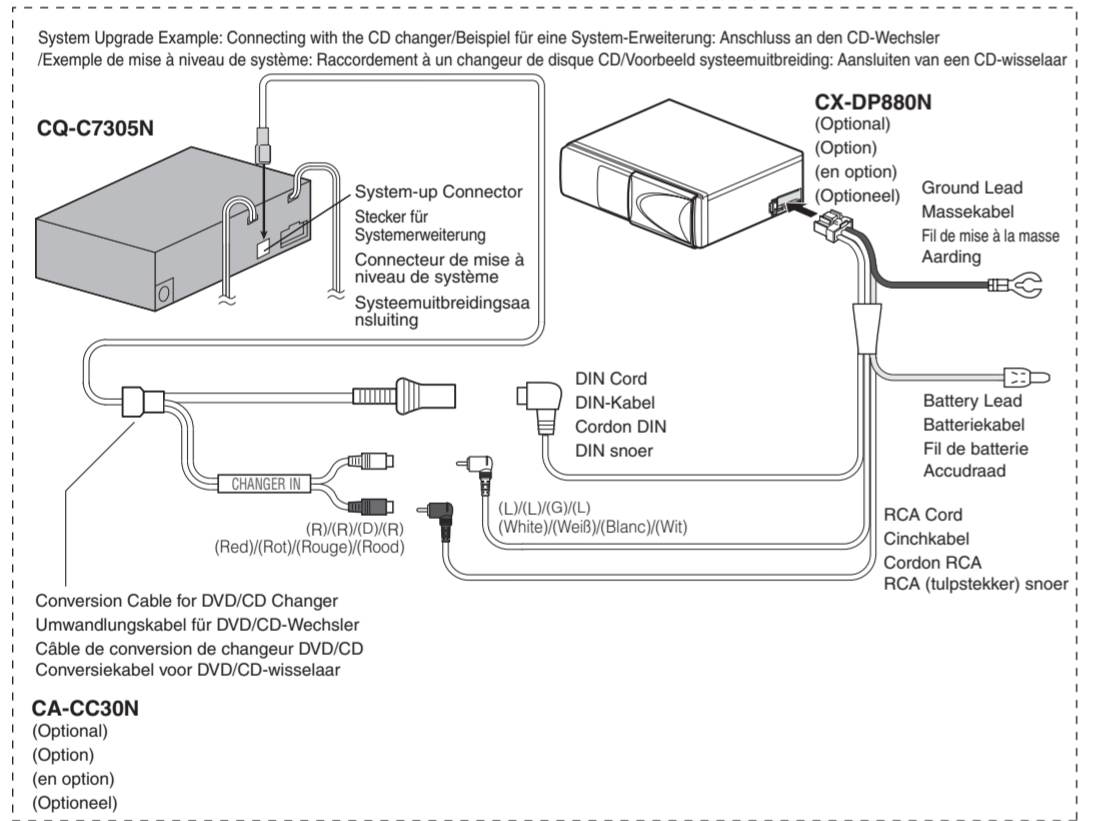 System Upgrade Example: Connecting with the CD changer/Beispiel für eine System-Erweiterung: Anschluss an den CD-Wechsler
/Exemple de mise à niveau de système: Raccordement à un changeur de disque CD/Voorbeeld systeemuitbreiding: Aansluiten van een CD-wisselaar
CQ-C7305N
System-up Connector
Stecker für
Systemerweiterung
Connecteur de mise à
niveau de système
Systeemuitbreidingsaa
nsluiting
CX-DP880N
(Optional)
(Option)
(en option)
(Optioneel)
Ground Lead
Massekabel
Fil de mise à la masse
Aarding
DIN Cord
DIN-Kabel
Cordon DIN
DIN snoer
Battery Lead
Batteriekabel
Fil de batterie
Accudraad
CHANGER IN
(R)/(R)/(D)/(R)
(Red)/(Rot)/(Rouge)/(Rood)
(L)/(L)/(G)/(L)
(White)/(Weiß)/(Blanc)/(Wit)
RCA Cord
Cinchkabel
Cordon RCA
RCA (tulpstekker) snoer
Conversion Cable for DVD/CD Changer
Umwandlungskabel für DVD/CD-Wechsler
Câble de conversion de changeur DVD/CD
Conversiekabel voor DVD/CD-wisselaar
CA-CC30N
(Optional)
(Option)
(en option)
(Optioneel)